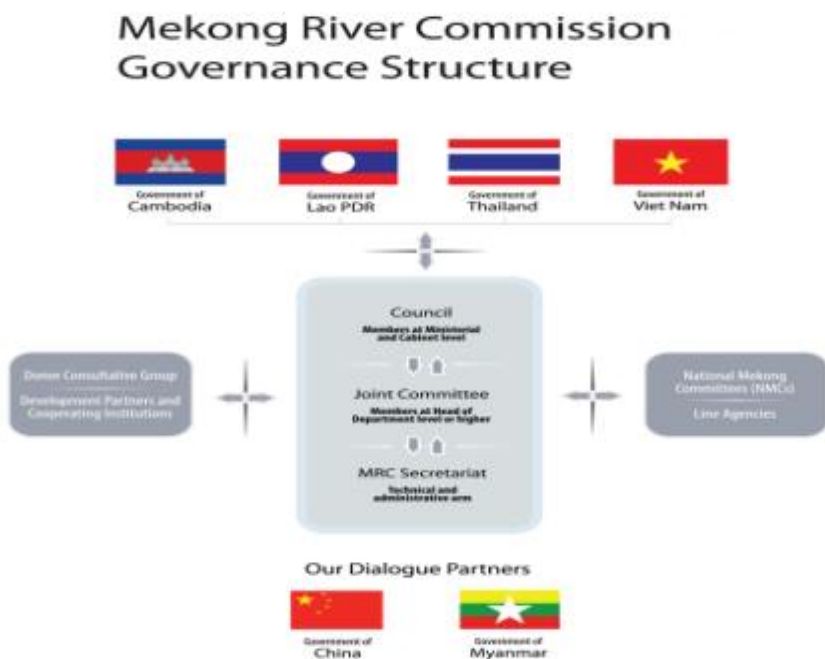 Mekong River Commission
Governance Structure
Government of
Cambodia
Government of
Lao PDR
Government of
Thailand
Government of
Viet Nam
Council
Members at Ministerial
and Cabinet level
Donor Consultative Group
Development Partners and
Cooperating Institutions
Joint Committee
Members at Head of
Department level or higher
National Mekong
Committees (NMCs)
Line Agencies
MRC Secretariat
Technical and
administrative arm
Our Dialogue Partners
Government of
China
Government of
Myanmar